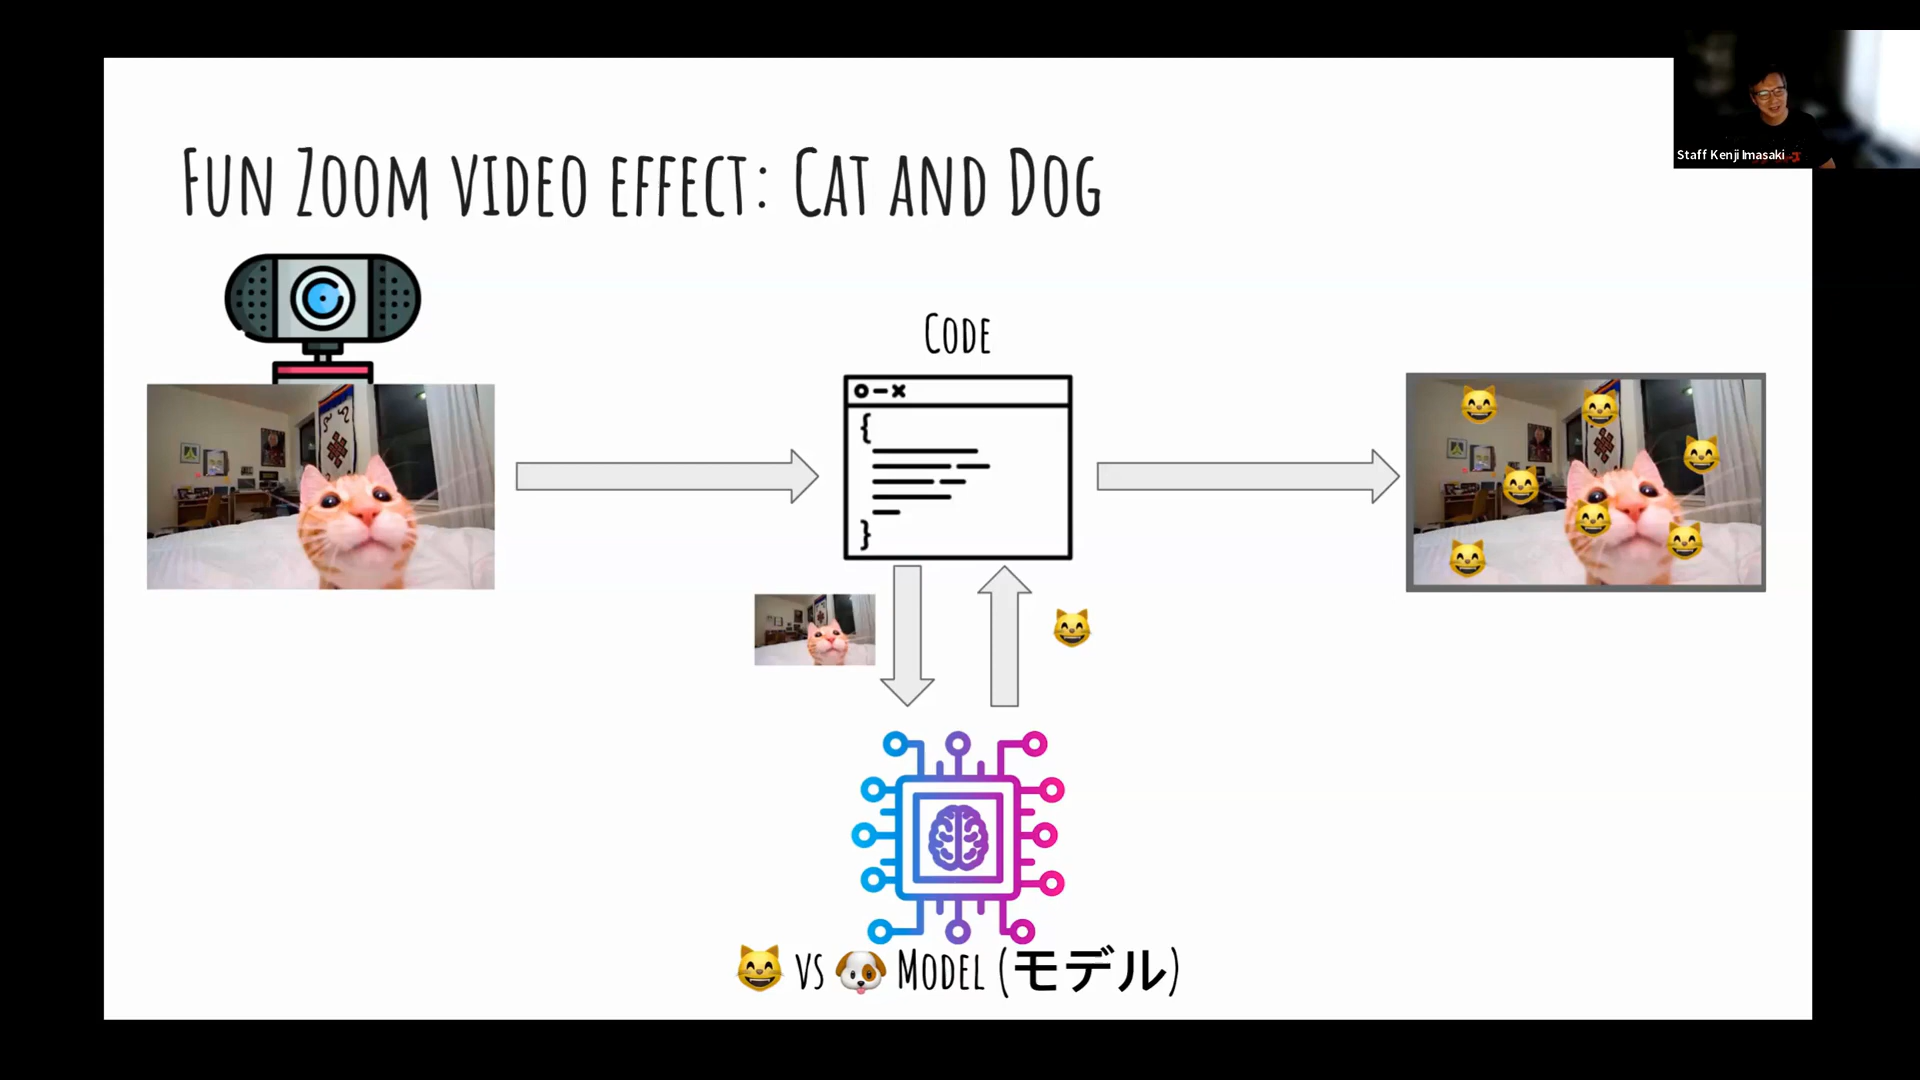 Staff Kenji Imasaki
Fun Zoom video effect: Cat and Dog
Code
😸 vs 🐶 Model (モデル)